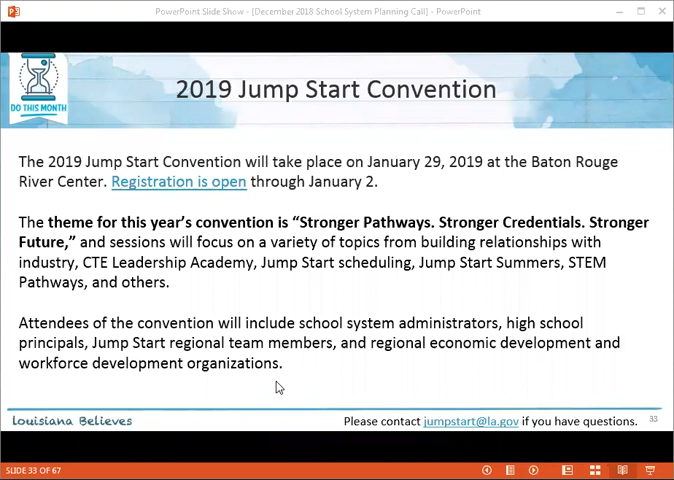 PowerPoint Slide Show - [December 2018 School System Planning Call] - PowerPoint
DO THIS MONTH
2019 Jump Start Convention
The 2019 Jump Start Convention will take place on January 29, 2019 at the Baton Rouge
River Center. Registration is open through January 2.
The theme for this year's convention is “Stronger Pathways. Stronger Credentials. Stronger
Future,” and sessions will focus on a variety of topics from building relationships with
industry, CTE Leadership Academy, Jump Start scheduling, Jump Start Summers, STEM
Pathways, and others.
Attendees of the convention will include school system administrators, high school
principals, Jump Start regional team members, and regional economic development and
workforce development organizations.
Louisiana Believes
Please contact jumpstart@la.gov if you have questions.
33
SLIDE 33 OF 67